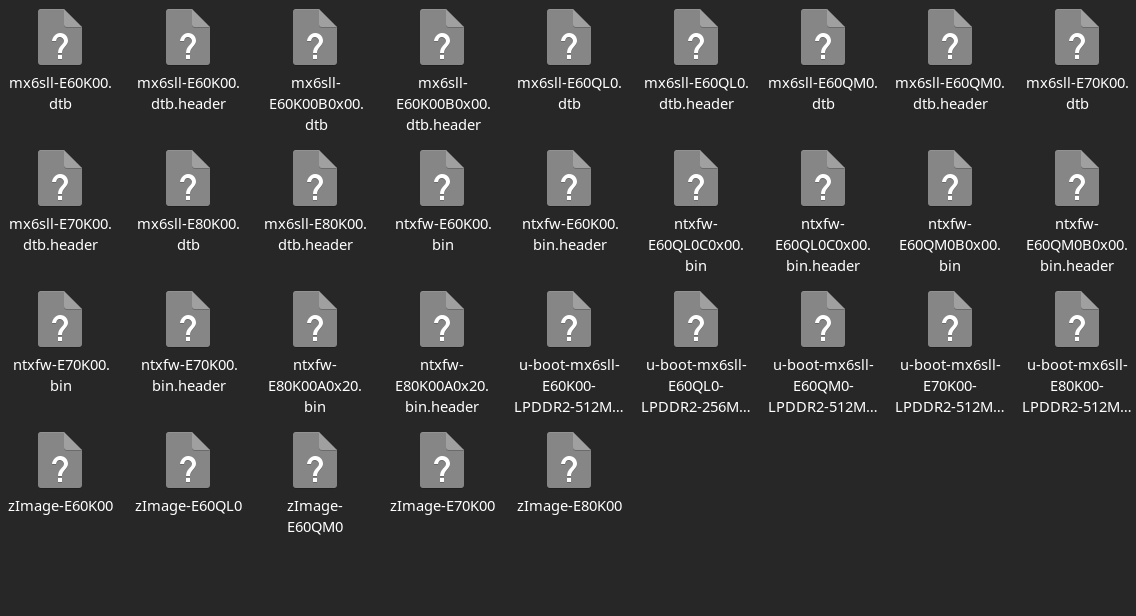 mx6sll-E60K00.
dtb
mx6sll-E60K00.
dtb.header
mx6sll-
E60K00B0x00.
dtb
mx6sll-
E60K00B0x00.
dtb.header
mx6sll-E60QL0.
dtb
mx6sll-E60QL0.
dtb.header
mx6sll-E60QM0.
dtb
mx6sll-E60QM0.
dtb.header
mx6sll-E70K00.
dtb
mx6sll-E70K00.
dtb.header
mx6sll-E80K00.
dtb
mx6sll-E80K00.
dtb.header
ntxfw-E60K00.
bin
ntxfw-E60K00.
bin.header
ntxfw-
E60QL0C0x00.
bin
ntxfw-
E60QL0C0x00.
bin.header
ntxfw-
E60QM0B0x00.
bin
ntxfw-
E60QM0B0x00.
bin.header
ntxfw-E70K00.
bin
ntxfw-E70K00.
bin.header
ntxfw-
E80K00A0x20.
bin
ntxfw-
E80K00A0x20.
bin.header
u-boot-mx6sll-
E60K00-
LPDDR2-512M...
u-boot-mx6sll-
E60QL0-
LPDDR2-256M...
u-boot-mx6sll-
E60QM0-
LPDDR2-512M...
u-boot-mx6sll-
E70K00-
LPDDR2-512M...
u-boot-mx6sll-
E80K00-
LPDDR2-512M...
zImage-E60K00
zImage-E60QL0
zImage-
E60QM0
zImage-E70K00
zImage-E80K00